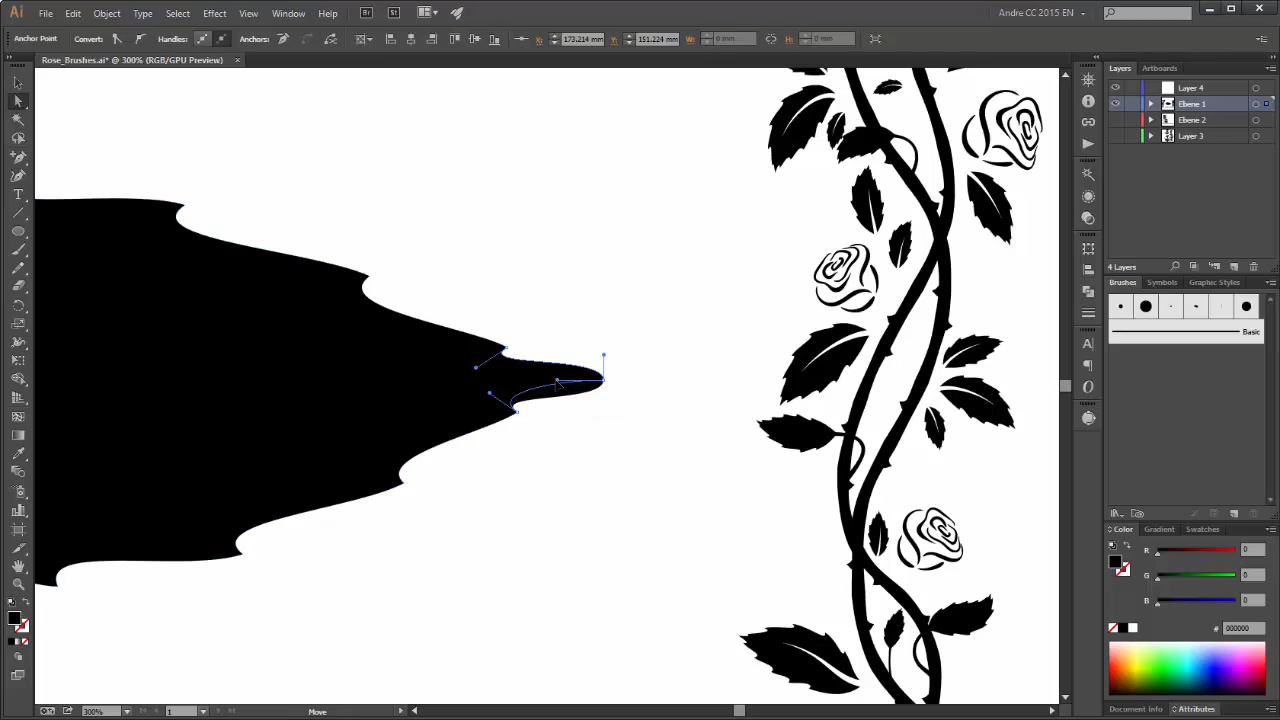 Ai File Edit Object Type Select Effect View Window Help Br St Andre CC 2015 EN
Anchor Point Convert: Handles: Anchors: X: 173.214 mm Y: 151.224 mm W: 0 mm H: 0 mm
Rose_Brushes.ai* @ 300% (RGB/GPU Preview) ×
Layers Artboards
Layer 4
Ebene 1
Ebene 2
Layer 3
4 Layers
Brushes Symbols Graphic Styles
Basic
Color Gradient Swatches
R 0
G 0
B 0
# 000000
300% 1 Move
Document Info Attributes